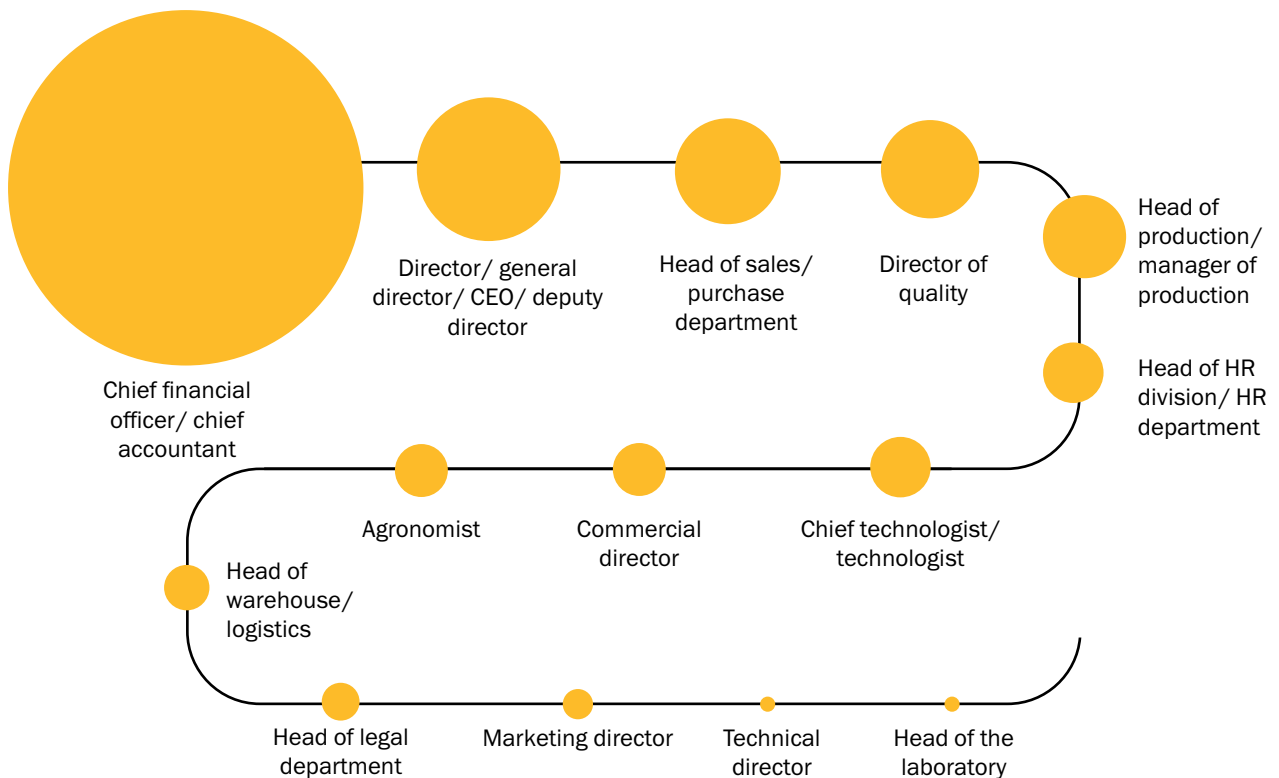 Chief financial
officer/ chief
accountant
Director/ general
director/ CEO/ deputy
director
Head of sales/
purchase
department
Director of
quality
Head of
production/
manager of
production
Head of HR
division/ HR
department
Chief technologist/
technologist
Commercial
director
Agronomist
Head of
warehouse/
logistics
Head of legal
department
Marketing director
Technical
director
Head of the
laboratory